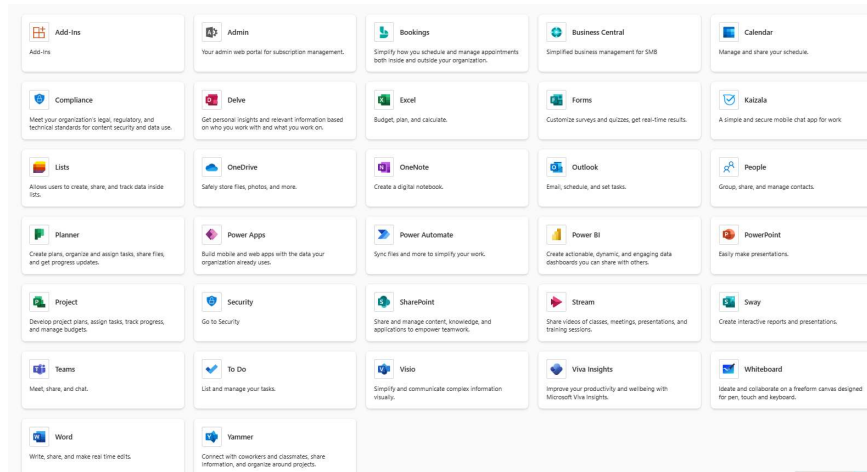 Add-Ins
Add-Ins
Admin
Your admin web portal for subscription management.
Bookings
Simplify how you schedule and manage appointments
both inside and outside your organization.
Business Central
Simplified business management for SMB
Calendar
Manage and share your schedule.
Compliance
Meet your organization's legal, regulatory, and
technical standards for content security and data use.
Delve
Get personal insights and relevant information based
on who you work with and what you work on.
Excel
Budget, plan, and calculate.
Forms
Customize surveys and quizzes, get real-time results.
Kaizala
A simple and secure mobile chat app for work
Lists
Allows users to create, share, and track data inside
lists.
OneDrive
Safely store files, photos, and more.
OneNote
Create a digital notebook.
Outlook
Email, schedule, and set tasks.
People
Group, share, and manage contacts.
Planner
Create plans, organize and assign tasks, share files,
and get progress updates.
Power Apps
Build mobile and web apps with the data your
organization already uses.
Power Automate
Sync files and more to simplify your work.
Power BI
Create actionable, dynamic, and engaging data
dashboards you can share with others.
PowerPoint
Easily make presentations.
Project
Develop project plans, assign tasks, track progress,
and manage budgets.
Security
Go to Security
SharePoint
Share and manage content, knowledge, and
applications to empower teamwork.
Stream
Share videos of classes, meetings, presentations, and
training sessions.
Sway
Create interactive reports and presentations.
Teams
Meet, share, and chat.
To Do
List and manage your tasks.
Visio
Simplify and communicate complex information
visually.
Viva Insights
Improve your productivity and wellbeing with
Microsoft Viva Insights.
Whiteboard
Ideate and collaborate on a freeform canvas designed
for pen, touch and keyboard.
Word
Write, share, and make real time edits.
Yammer
Connect with coworkers and classmates, share
information, and organize around projects.